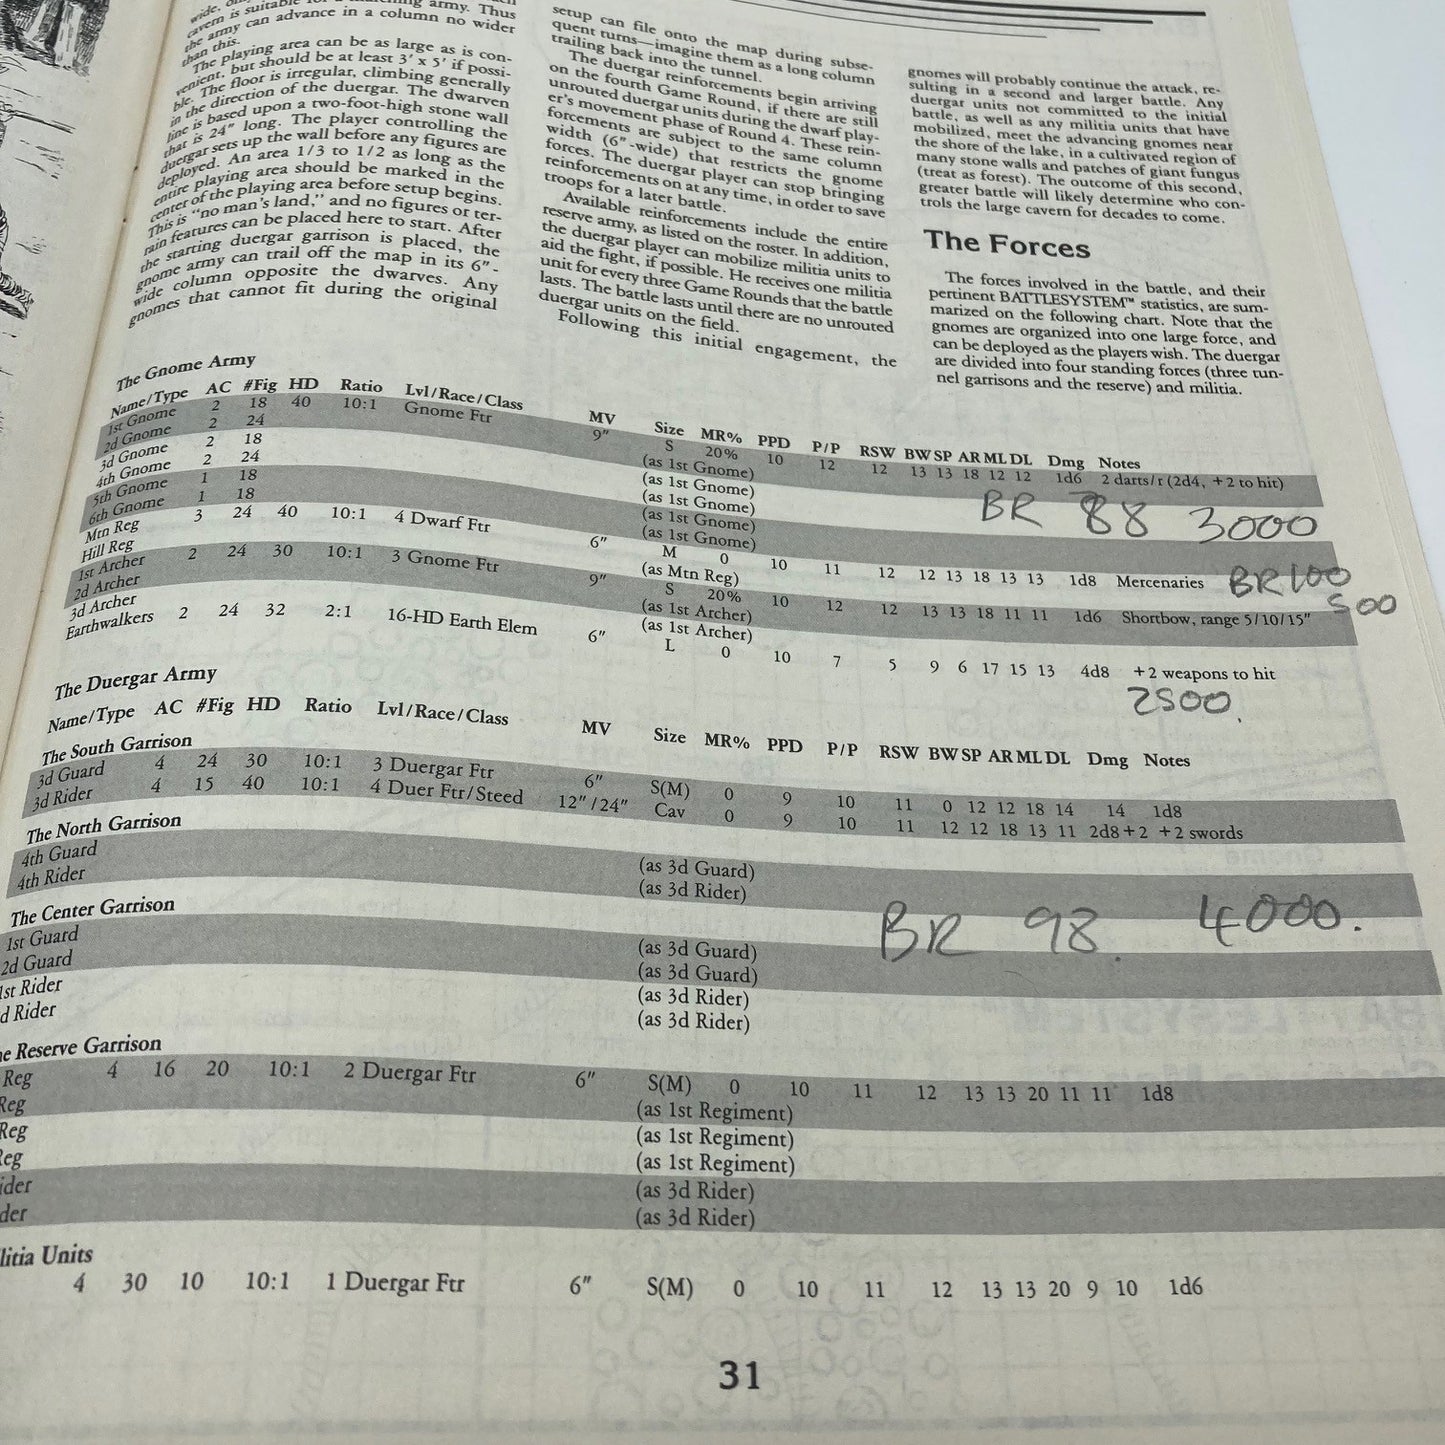 wide,
cavern is suitable for a marching army. Thus
the army can advance in a column no wider
than this.
The playing area can be as large as is con-
venient, but should be at least 3' x 5' if possi-
ble. The floor is irregular, climbing generally
in the direction of the duergar. The dwarven
line is based upon a two-foot-high stone wall
that is 24" long. The player controlling the
duergar sets up the wall before any figures are
deployed. An area 1/3 to 1/2 as long as the
entire playing area should be marked in the
center of the playing area before setup begins.
This is "no man's land," and no figures or ter-
rain features can be placed here to start. After
the starting duergar garrison is placed, the
gnome army can trail off the map in its 6"-
wide column opposite the dwarves. Any
gnomes that cannot fit during the original
setup can file onto the map during subse-
quent turns—imagine them as a long column
trailing back into the tunnel.
The duergar reinforcements begin arriving
on the fourth Game Round, if there are still
unrouted duergar units during the dwarf play-
er's movement phase of Round 4. These rein-
forcements are subject to the same column
width (6"-wide) that restricts the gnome
forces. The duergar player can stop bringing
reinforcements on at any time, in order to save
troops for a later battle.
Available reinforcements include the entire
reserve army, as listed on the roster. In addition,
the duergar player can mobilize militia units to
aid the fight, if possible. He receives one militia
unit for every three Game Rounds that the battle
lasts. The battle lasts until there are no unrouted
duergar units on the field.
Following this initial engagement, the
gnomes will probably continue the attack, re-
sulting in a second and larger battle. Any
duergar units not committed to the initial
battle, as well as any militia units that have
mobilized, meet the advancing gnomes near
the shore of the lake, in a cultivated region of
many stone walls and patches of giant fungus
(treat as forest). The outcome of this second,
greater battle will likely determine who con-
trols the large cavern for decades to come.
The Forces
The forces involved in the battle, and their
pertinent BATTLESYSTEM™ statistics, are sum-
marized on the following chart. Note that the
gnomes are organized into one large force, and
can be deployed as the players wish. The duergar
are divided into four standing forces (three tun-
nel garrisons and the reserve) and militia.
The Gnome Army
Name/Type AC #Fig HD Ratio Lvl/Race/Class MV Size MR% PPD P/P RSW BW SP AR ML DL Dmg Notes
1st Gnome 2 18 40 10:1 Gnome Ftr 9" S 20% 10 12 12 13 13 18 12 12 1d6 2 darts/r (2d4, +2 to hit)
2d Gnome 2 24 (as 1st Gnome)
3d Gnome 2 18 (as 1st Gnome)
4th Gnome 2 24 (as 1st Gnome)
5th Gnome 1 18 (as 1st Gnome)
6th Gnome 1 18 (as 1st Gnome)
BR 88 3000
Mtn Reg 3 24 40 10:1 4 Dwarf Ftr 6" M 0 10 11 12 12 13 18 13 13 1d8 Mercenaries BR 100
Hill Reg (as Mtn Reg)
500
1st Archer 2 24 30 10:1 3 Gnome Ftr 9" S 20% 10 12 12 13 13 18 11 11 1d6 Shortbow, range 5/10/15"
2d Archer (as 1st Archer)
3d Archer (as 1st Archer)
Earthwalkers 2 24 32 2:1 16-HD Earth Elem 6" L 0 10 7 5 9 6 17 15 13 4d8 +2 weapons to hit
2500.
The Duergar Army
Name/Type AC #Fig HD Ratio Lvl/Race/Class MV Size MR% PPD P/P RSW BW SP AR ML DL Dmg Notes
The South Garrison
3d Guard 4 24 30 10:1 3 Duergar Ftr 6" S(M) 0 9 10 11 0 12 12 18 14 14 1d8
3d Rider 4 15 40 10:1 4 Duer Ftr/Steed 12"/24" Cav 0 9 10 11 12 12 18 13 11 2d8+2 +2 swords
The North Garrison
4th Guard (as 3d Guard)
4th Rider (as 3d Rider)
BR 98. 4000.
The Center Garrison
1st Guard (as 3d Guard)
2d Guard (as 3d Guard)
1st Rider (as 3d Rider)
d Rider (as 3d Rider)
e Reserve Garrison
Reg 4 16 20 10:1 2 Duergar Ftr 6" S(M) 0 10 11 12 13 13 20 11 11 1d8
Reg (as 1st Regiment)
Reg (as 1st Regiment)
Reg (as 1st Regiment)
ider (as 3d Rider)
der (as 3d Rider)
litia Units
4 30 10 10:1 1 Duergar Ftr 6" S(M) 0 10 11 12 13 13 20 9 10 1d6
31